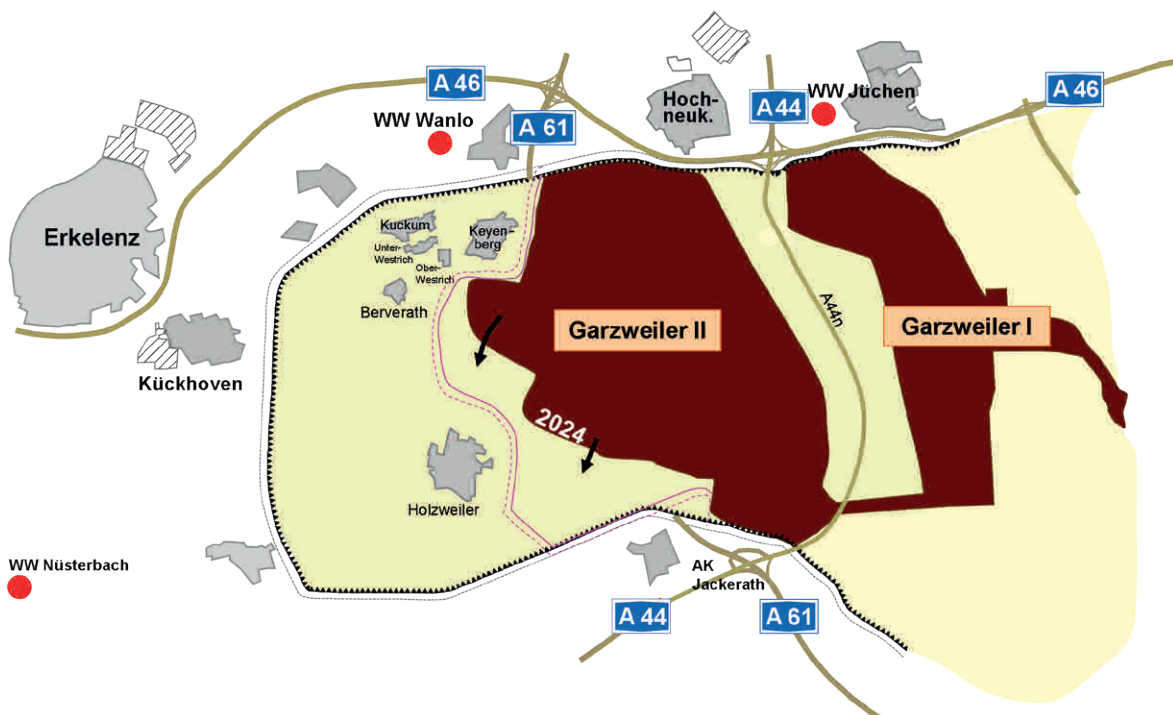 A 46
A 61
WW Wanlo
Hoch-
neuk.
A 44
WW Jüchen
A 46
Erkelenz
Kuckum
Keyen-
berg
Unter-
Westrich
Ober-
Westrich
Berverath
Kückhoven
Garzweiler II
A44n
Garzweiler I
2024
Holzweiler
WW Nüsterbach
AK
Jackerath
A 44
A 61